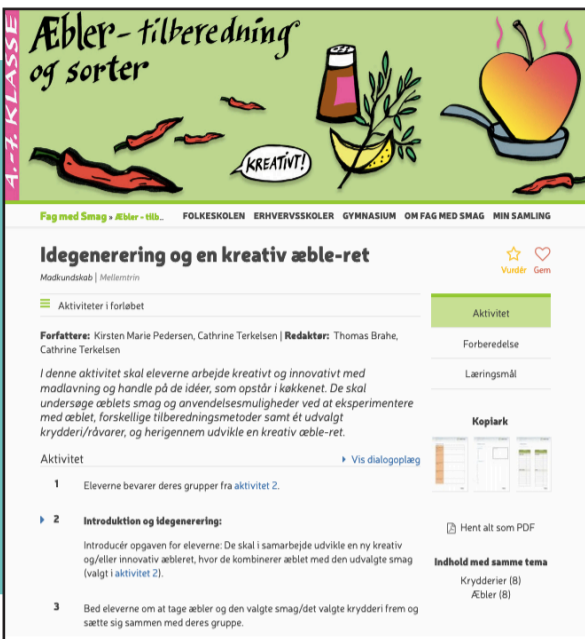 4.-7. KLASSE
Æbler - tilberedning
og sorter
KREATIVT!
Fag med Smag » Æbler - tilb... FOLKESKOLEN ERHVERVSSKOLER GYMNASIUM OM FAG MED SMAG MIN SAMLING
Idegenerering og en kreativ æble-ret
Vurdér Gem
Madkundskab | Mellemtrin
Aktiviteter i forløbet
Forfattere: Kirsten Marie Pedersen, Cathrine Terkelsen | Redaktør: Thomas Brahe,
Cathrine Terkelsen
I denne aktivitet skal eleverne arbejde kreativt og innovativt med
madlavning og handle på de idéer, som opstår i køkkenet. De skal
undersøge æblets smag og anvendelsesmuligheder ved at eksperimentere
med æblet, forskellige tilberedningsmetoder samt ét udvalgt
krydderi/råvarer, og herigennem udvikle en kreativ æble-ret.
Aktivitet Vis dialogoplæg
1 Eleverne bevarer deres grupper fra aktivitet 2.
2 Introduktion og idegenerering:
Introducér opgaven for eleverne: De skal i samarbejde udvikle en ny kreativ
og/eller innovativ æbleret, hvor de kombinerer æblet med den udvalgte smag
(valgt i aktivitet 2).
3 Bed eleverne om at tage æbler og den valgte smag/det valgte krydderi frem og
sætte sig sammen med deres gruppe.
Aktivitet
Forberedelse
Læringsmål
Kopiark
Hent alt som PDF
Indhold med samme tema
Krydderier (8)
Æbler (8)